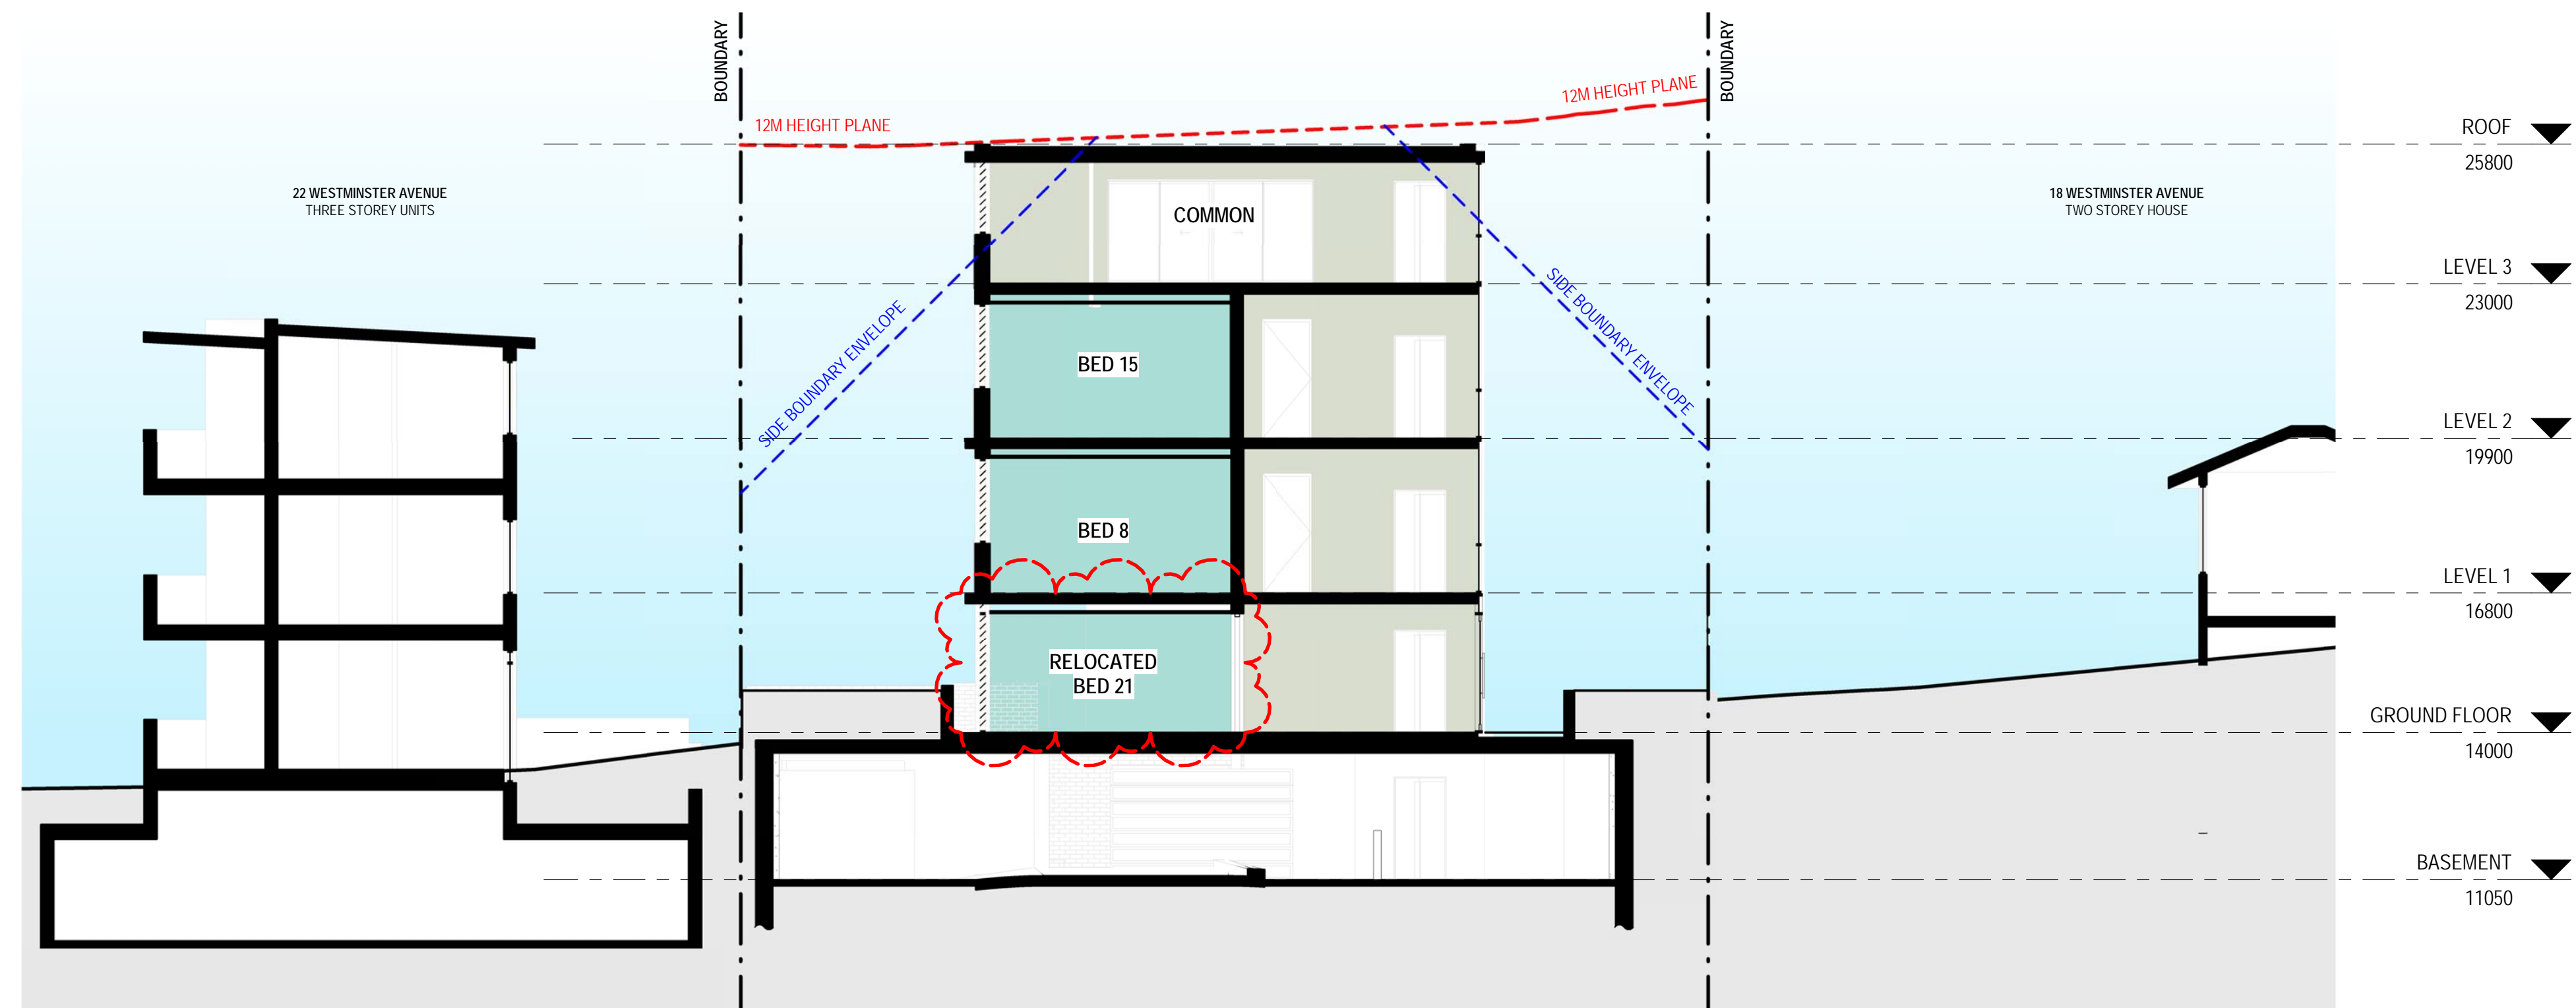 BOUNDARY
BOUNDARY
12M HEIGHT PLANE
12M HEIGHT PLANE
ROOF
25800
22 WESTMINSTER AVENUE
THREE STOREY UNITS
18 WESTMINSTER AVENUE
TWO STOREY HOUSE
COMMON
LEVEL 3
23000
SIDE BOUNDARY ENVELOPE
SIDE BOUNDARY ENVELOPE
BED 15
LEVEL 2
19900
BED 8
LEVEL 1
16800
RELOCATED
BED 21
GROUND FLOOR
14000
BASEMENT
11050